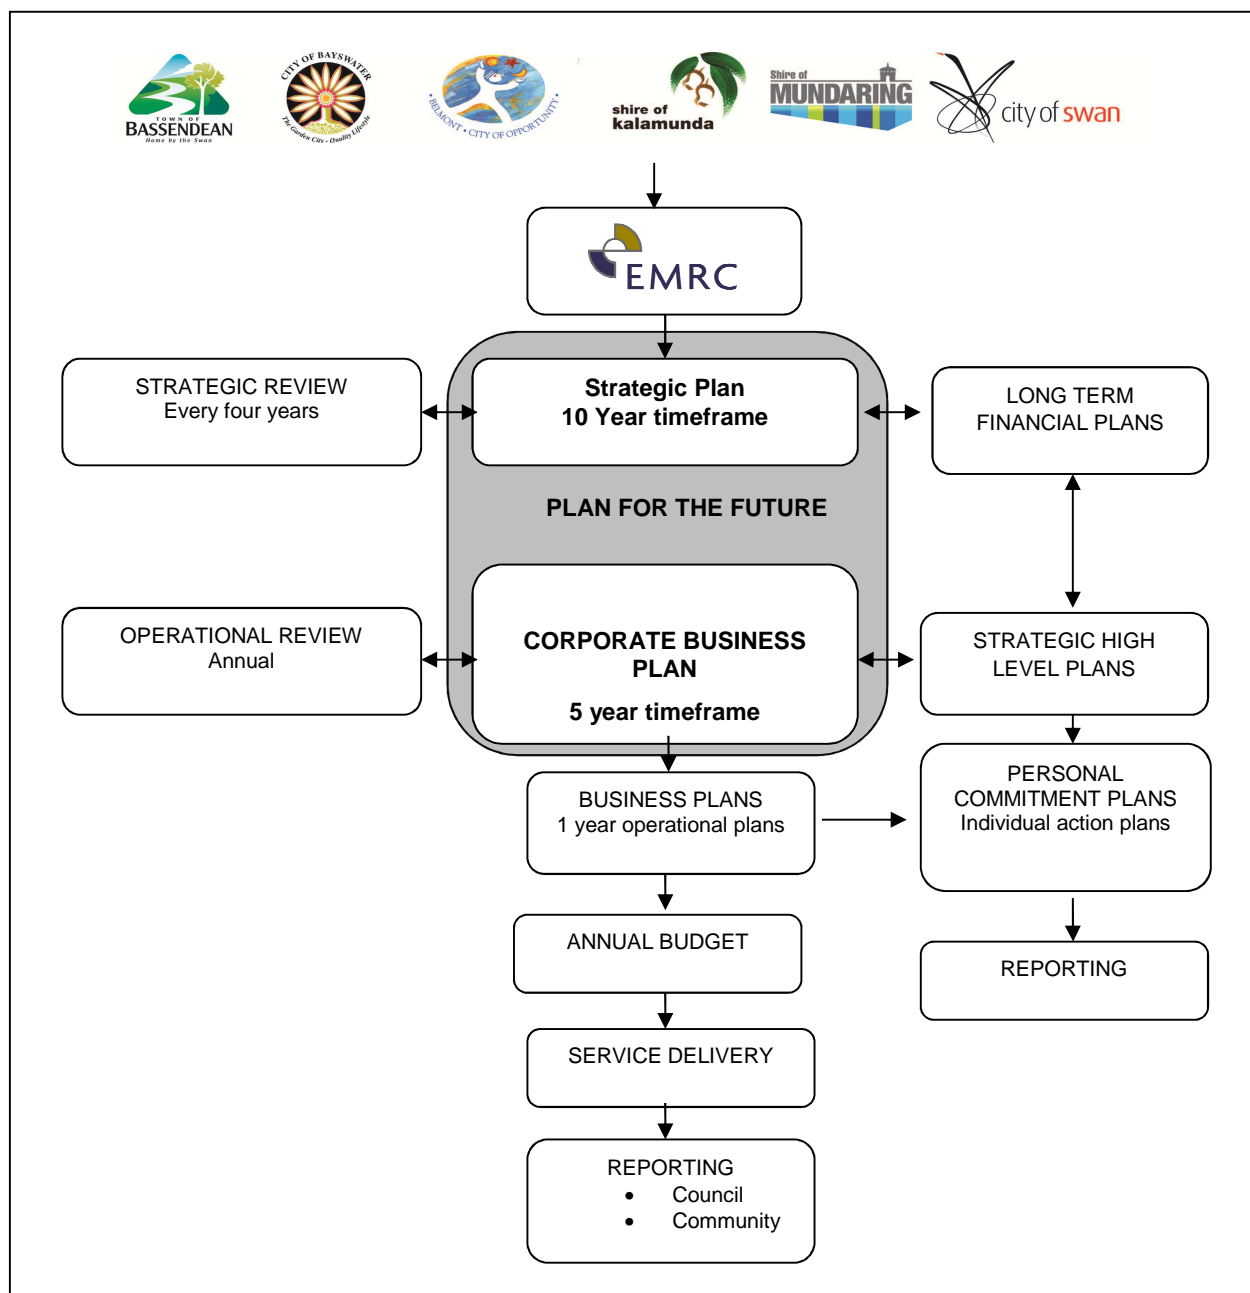 TOWN OF
BASSENDEAN
Home by the Swan
CITY OF BAYSWATER
The Garden City - Quality Lifestyle
• BELMONT • CITY OF OPPORTUNITY •
shire of
kalamunda
Shire of
MUNDARING
city of swan
EMRC
STRATEGIC REVIEW
Every four years
Strategic Plan
10 Year timeframe
LONG TERM
FINANCIAL PLANS
PLAN FOR THE FUTURE
OPERATIONAL REVIEW
Annual
CORPORATE BUSINESS
PLAN
5 year timeframe
STRATEGIC HIGH
LEVEL PLANS
BUSINESS PLANS
1 year operational plans
PERSONAL
COMMITMENT PLANS
Individual action plans
ANNUAL BUDGET
REPORTING
SERVICE DELIVERY
REPORTING
• Council
• Community